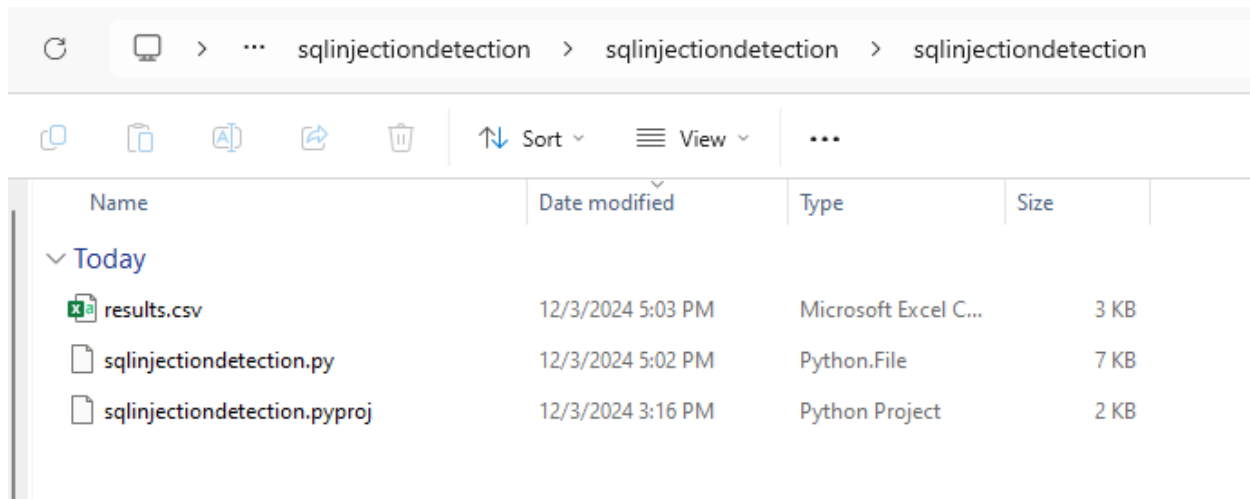 ··· sqlinjectiondetection > sqlinjectiondetection > sqlinjectiondetection
Sort View ···
Name Date modified Type Size
Today
results.csv 12/3/2024 5:03 PM Microsoft Excel C... 3 KB
sqlinjectiondetection.py 12/3/2024 5:02 PM Python.File 7 KB
sqlinjectiondetection.pyproj 12/3/2024 3:16 PM Python Project 2 KB